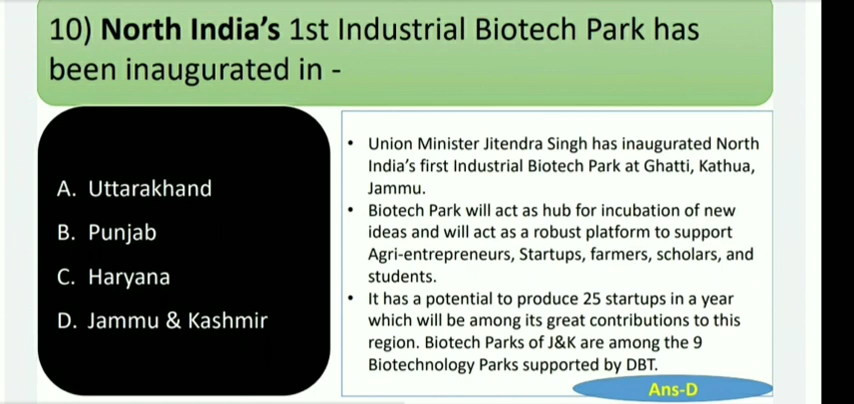 10) North India's 1st Industrial Biotech Park has
been inaugurated in -
A. Uttarakhand
B. Punjab
C. Haryana
D. Jammu & Kashmir
• Union Minister Jitendra Singh has inaugurated North
India's first Industrial Biotech Park at Ghatti, Kathua,
Jammu.
• Biotech Park will act as hub for incubation of new
ideas and will act as a robust platform to support
Agri-entrepreneurs, Startups, farmers, scholars, and
students.
• It has a potential to produce 25 startups in a year
which will be among its great contributions to this
region. Biotech Parks of J&K are among the 9
Biotechnology Parks supported by DBT.
Ans-D